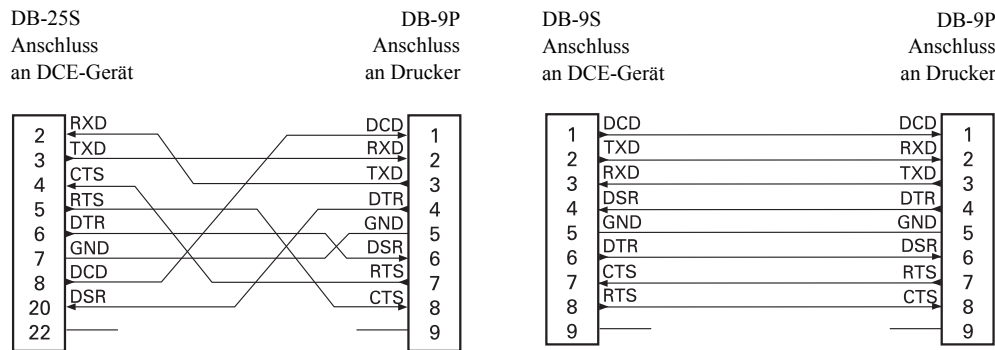 DB-25S
Anschluss
an DCE-Gerät
DB-9P
Anschluss
an Drucker
2 RXD DCD 1
3 TXD RXD 2
4 CTS TXD 3
5 RTS DTR 4
6 DTR GND 5
7 GND DSR 6
8 DCD RTS 7
20 DSR CTS 8
22 9
DB-9S
Anschluss
an DCE-Gerät
DB-9P
Anschluss
an Drucker
1 DCD DCD 1
2 TXD RXD 2
3 RXD TXD 3
4 DSR DTR 4
5 GND GND 5
6 DTR DSR 6
7 CTS RTS 7
8 RTS CTS 8
9 9